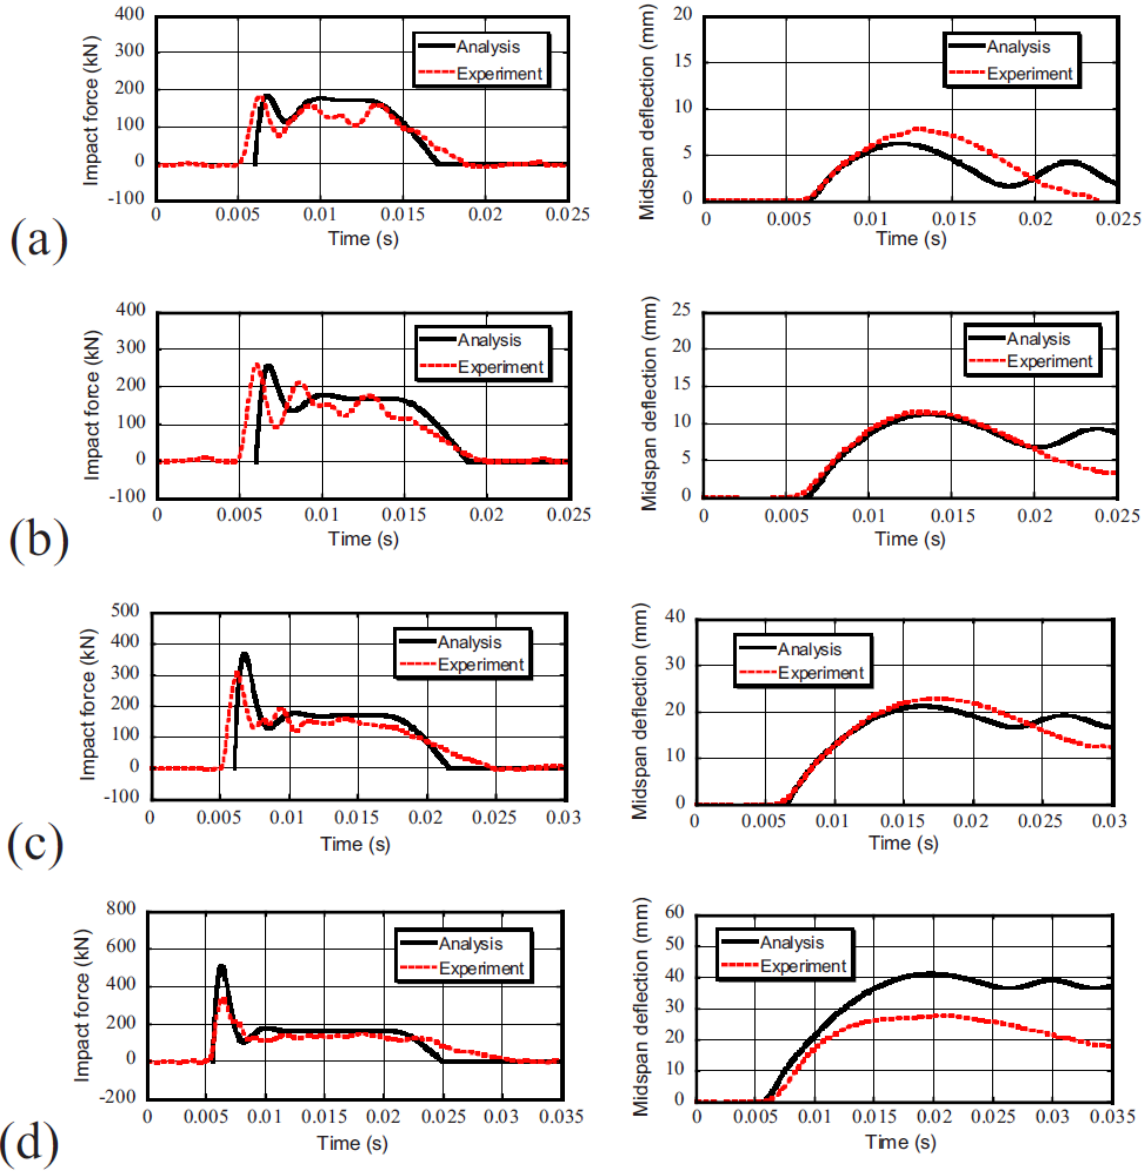 400
300
200
100
0
-100
Impact force (kN)
Analysis
Experiment
0 0.005 0.01 0.015 0.02 0.025
Time (s)
20
15
10
5
0
Midspan deflection (mm)
Analysis
Experiment
0 0.005 0.01 0.015 0.02 0.025
Time (s)
(a)
400
300
200
100
0
-100
Impact force (kN)
Analysis
Experiment
0 0.005 0.01 0.015 0.02 0.025
Time (s)
25
20
15
10
5
0
Midspan deflection (mm)
Analysis
Experiment
0 0.005 0.01 0.015 0.02 0.025
Time (s)
(b)
500
400
300
200
100
0
-100
Impact force (kN)
Analysis
Experiment
0 0.005 0.01 0.015 0.02 0.025 0.03
Time (s)
40
30
20
10
0
Midspan deflection (mm)
Analysis
Experiment
0 0.005 0.01 0.015 0.02 0.025 0.03
Time (s)
(c)
800
600
400
200
0
-200
Impact force (kN)
Analysis
Experiment
0 0.005 0.01 0.015 0.02 0.025 0.03 0.035
Time (s)
60
50
40
30
20
10
0
Midspan deflection (mm)
Analysis
Experiment
0 0.005 0.01 0.015 0.02 0.025 0.03 0.035
Time (s)
(d)